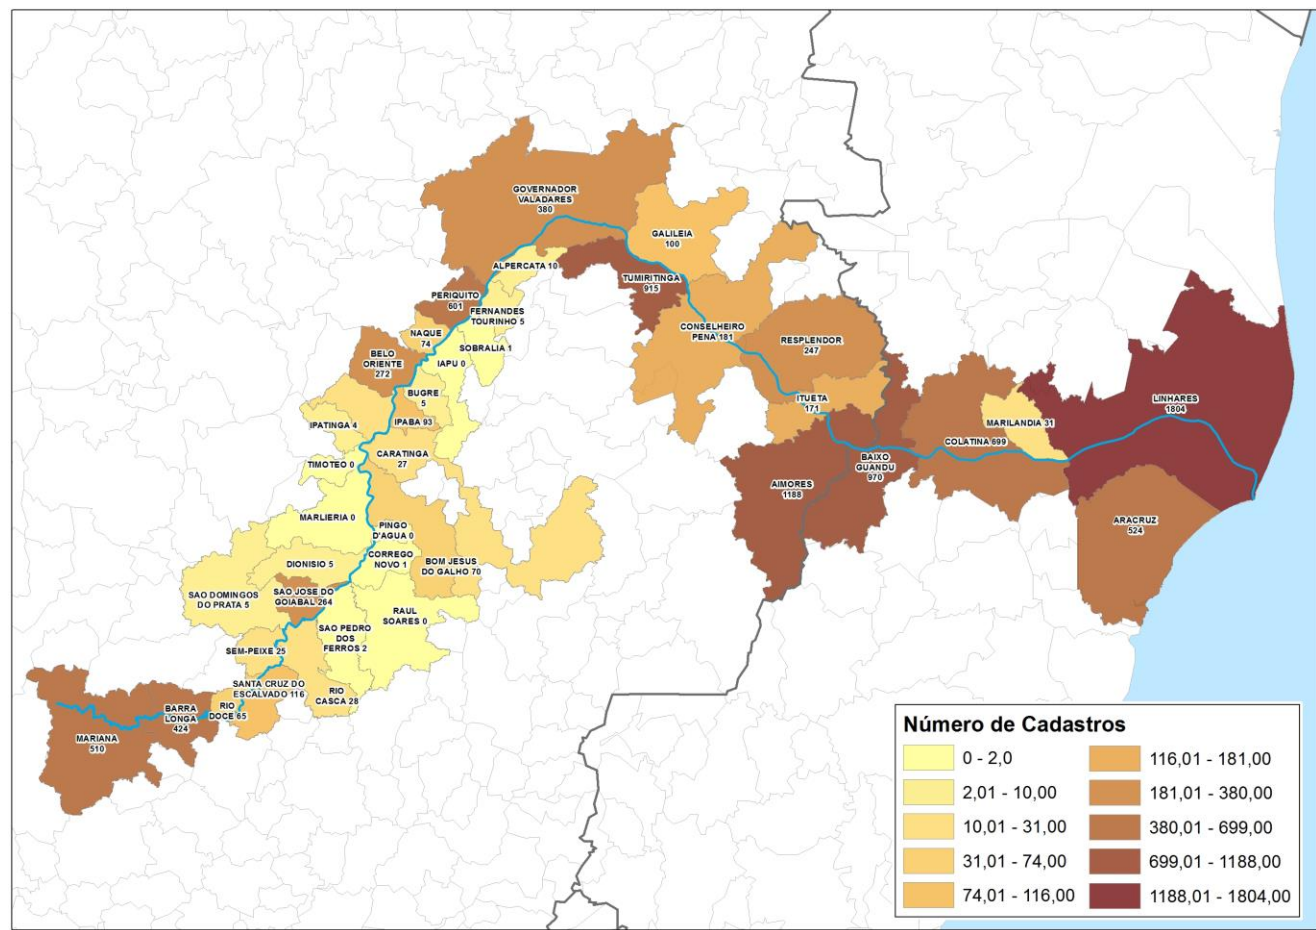 GOVERNADOR
VALADARES
380
GALILEIA
100
ALPERCATA 10
TUMIRITINGA
915
PERIQUITO
601
FERNANDES
TOURINHO 5
NAQUE
74
SOBRALIA 1
CONSELHEIRO
PENA 181
RESPLENDOR
247
BELO
ORIENTE
272
IAPU 0
BUGRE
5
ITUETA
171
LINHARES
1804
IPATINGA 4
IPABA 93
MARILANDIA 31
COLATINA 699
TIMOTEO 0
CARATINGA
27
BAIXO
GUANDU
970
AIMORES
1188
MARLIERIA 0
PINGO
D'AGUA 0
ARACRUZ
524
DIONISIO 5
CORREGO
NOVO 1
BOM JESUS
DO GALHO 70
SAO DOMINGOS
DO PRATA 5
SAO JOSE DO
GOIABAL 264
RAUL
SOARES 0
SAO PEDRO
DOS
FERROS 2
SEM-PEIXE 25
SANTA CRUZ DO
ESCALVADO 116
RIO
CASCA 28
RIO
DOCE 65
BARRA
LONGA
424
MARIANA
510
Número de Cadastros
0 - 2,0
2,01 - 10,00
10,01 - 31,00
31,01 - 74,00
74,01 - 116,00
116,01 - 181,00
181,01 - 380,00
380,01 - 699,00
699,01 - 1188,00
1188,01 - 1804,00